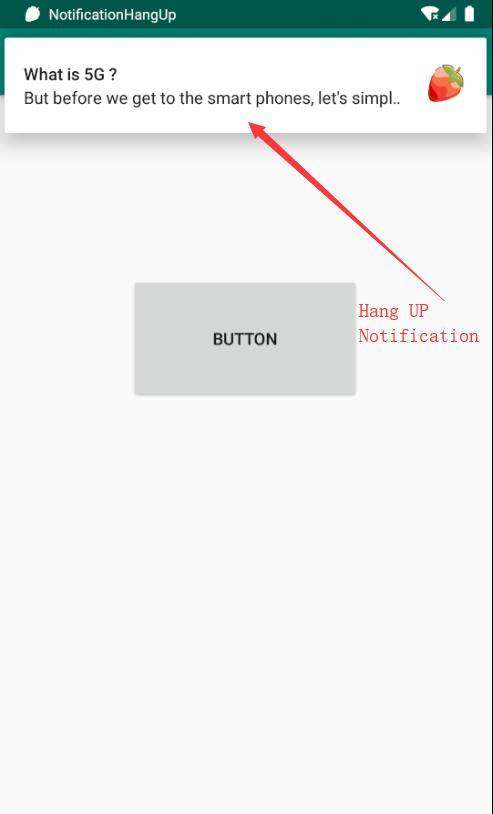 NotificationHangUp
What is 5G ?
But before we get to the smart phones, let's simpl..
Hang UP
Notification
BUTTON